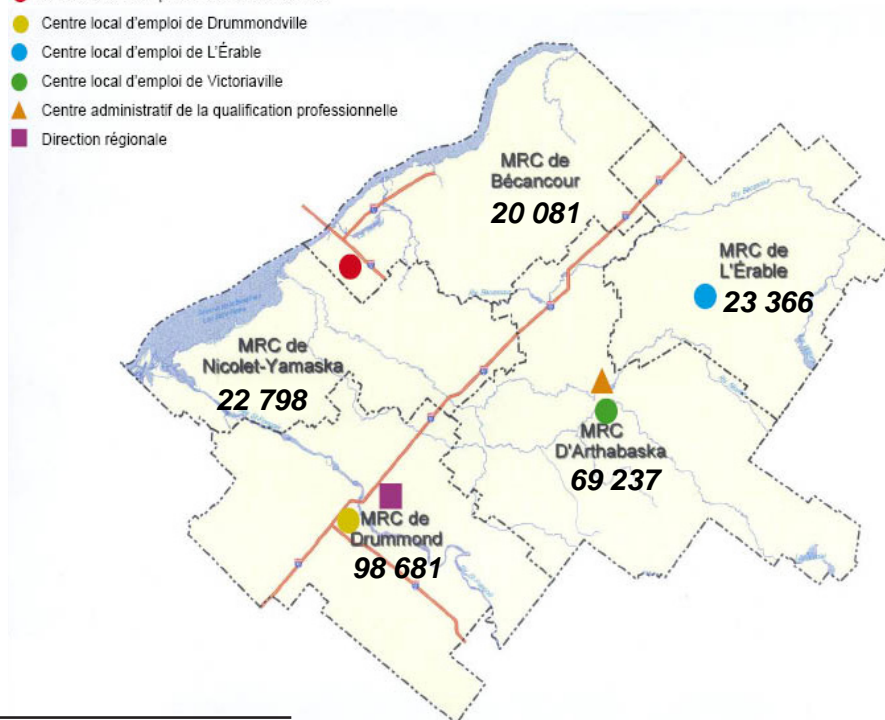 Centre local d'emploi de Drummondville
Centre local d'emploi de L'Érable
Centre local d'emploi de Victoriaville
Centre administratif de la qualification professionnelle
Direction régionale
MRC de
Bécancour
20 081
MRC de
L'Érable
23 366
MRC de
Nicolet-Yamaska
22 798
MRC
D'Arthabaska
69 237
MRC de
Drummond
98 681